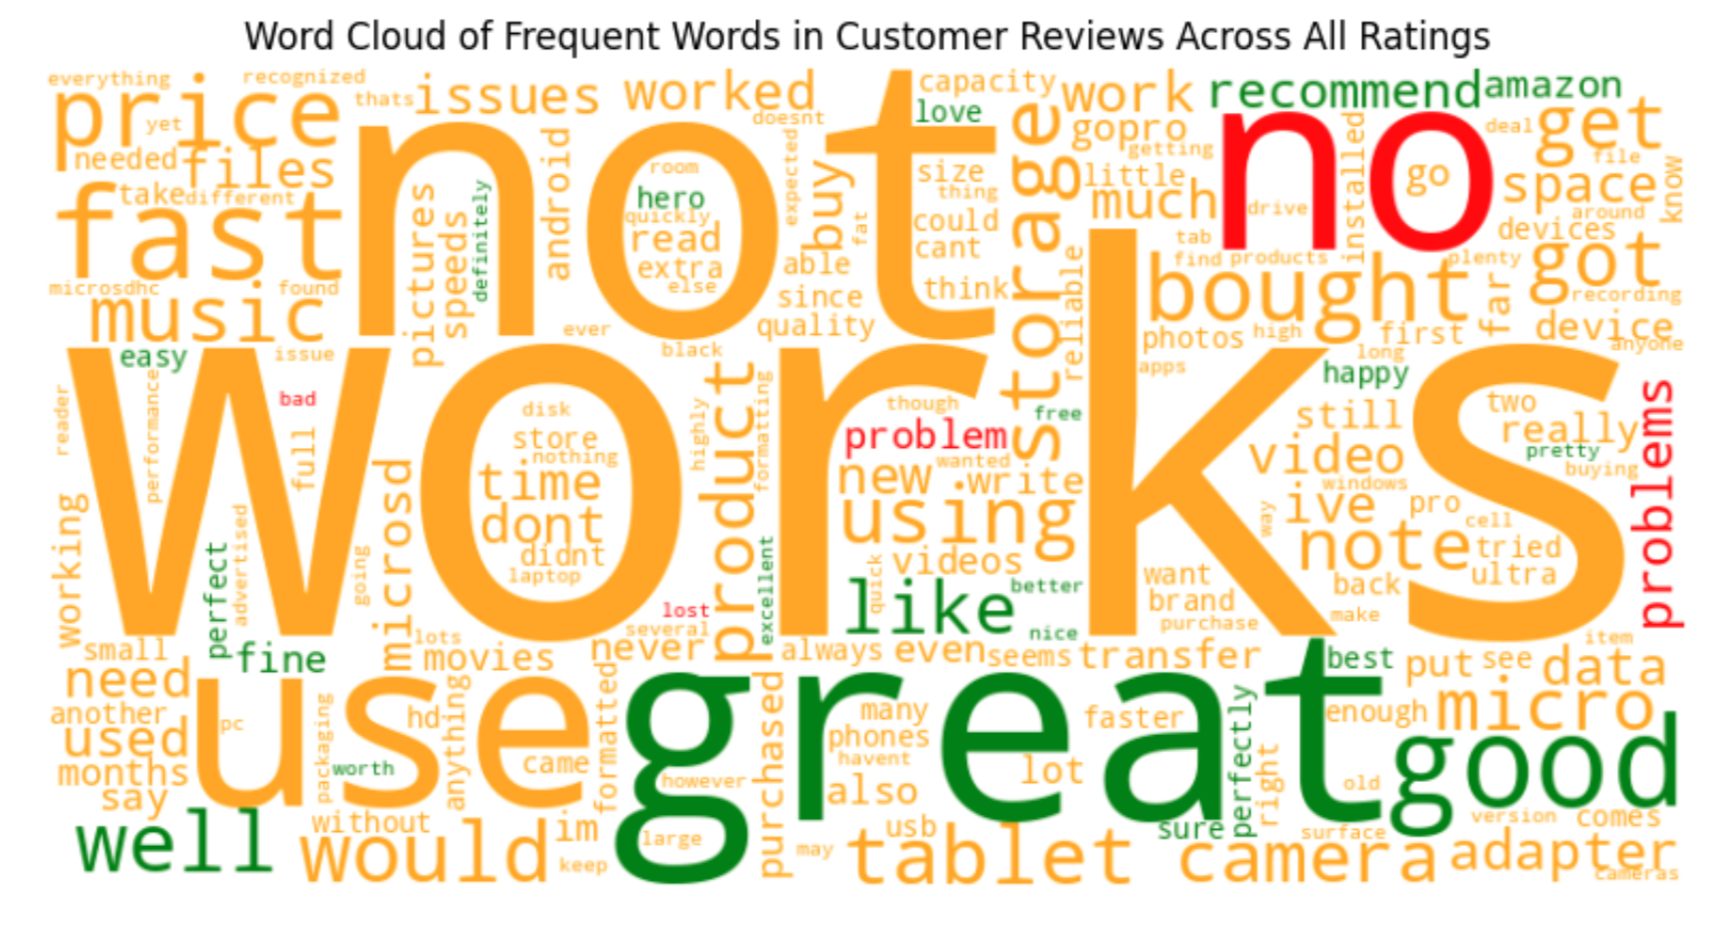 Word Cloud of Frequent Words in Customer Reviews Across All Ratings
everything
recognized
price
yet
thats
issues
worked
doesnt
capacity
love
work
recommend
amazon
needed
files
android
room
expected
gopro
getting
deal
get
file
take
different
fast
not
hero
quickly
read
extra
else
buy
fat
size
thing
could
cant
storage
little
much
no
go
drive
installed
space
know
around
devices
pictures
speeds
definitely
able
since
think
quality
reliable
tab
find
products
plenty
got
recording
microsdhc
found
music
ever
bought
far
device
anyone
photos
high
first
easy
issue
black
long
apps
happy
works
reader
performance
bad
full
disk
store
nothing
time
dont
didnt
laptop
highly
product
formatting
though
problem
free
new
wanted
write
using
still
two
really
pretty
buying
video
windows
ive
pro
cell
way
note
tried
ultra
problems
working
perfect
advertised
going
microsd
excellent
quick
videos
better
like
want
back
brand
make
purchase
lost
several
nice
item
small
fine
lots
movies
never
always
even
seems
transfer
best
put
see
data
need
another
used
months
say
use
pc
packaging
worth
hd
anything
came
formatted
great
however
large
purchased
many
phones
havent
also
faster
lot
perfectly
right
enough
micro
good
old
well
without
would
im
keep
may
usb
tablet
sure
surface
version
comes
camera
adapter
cameras